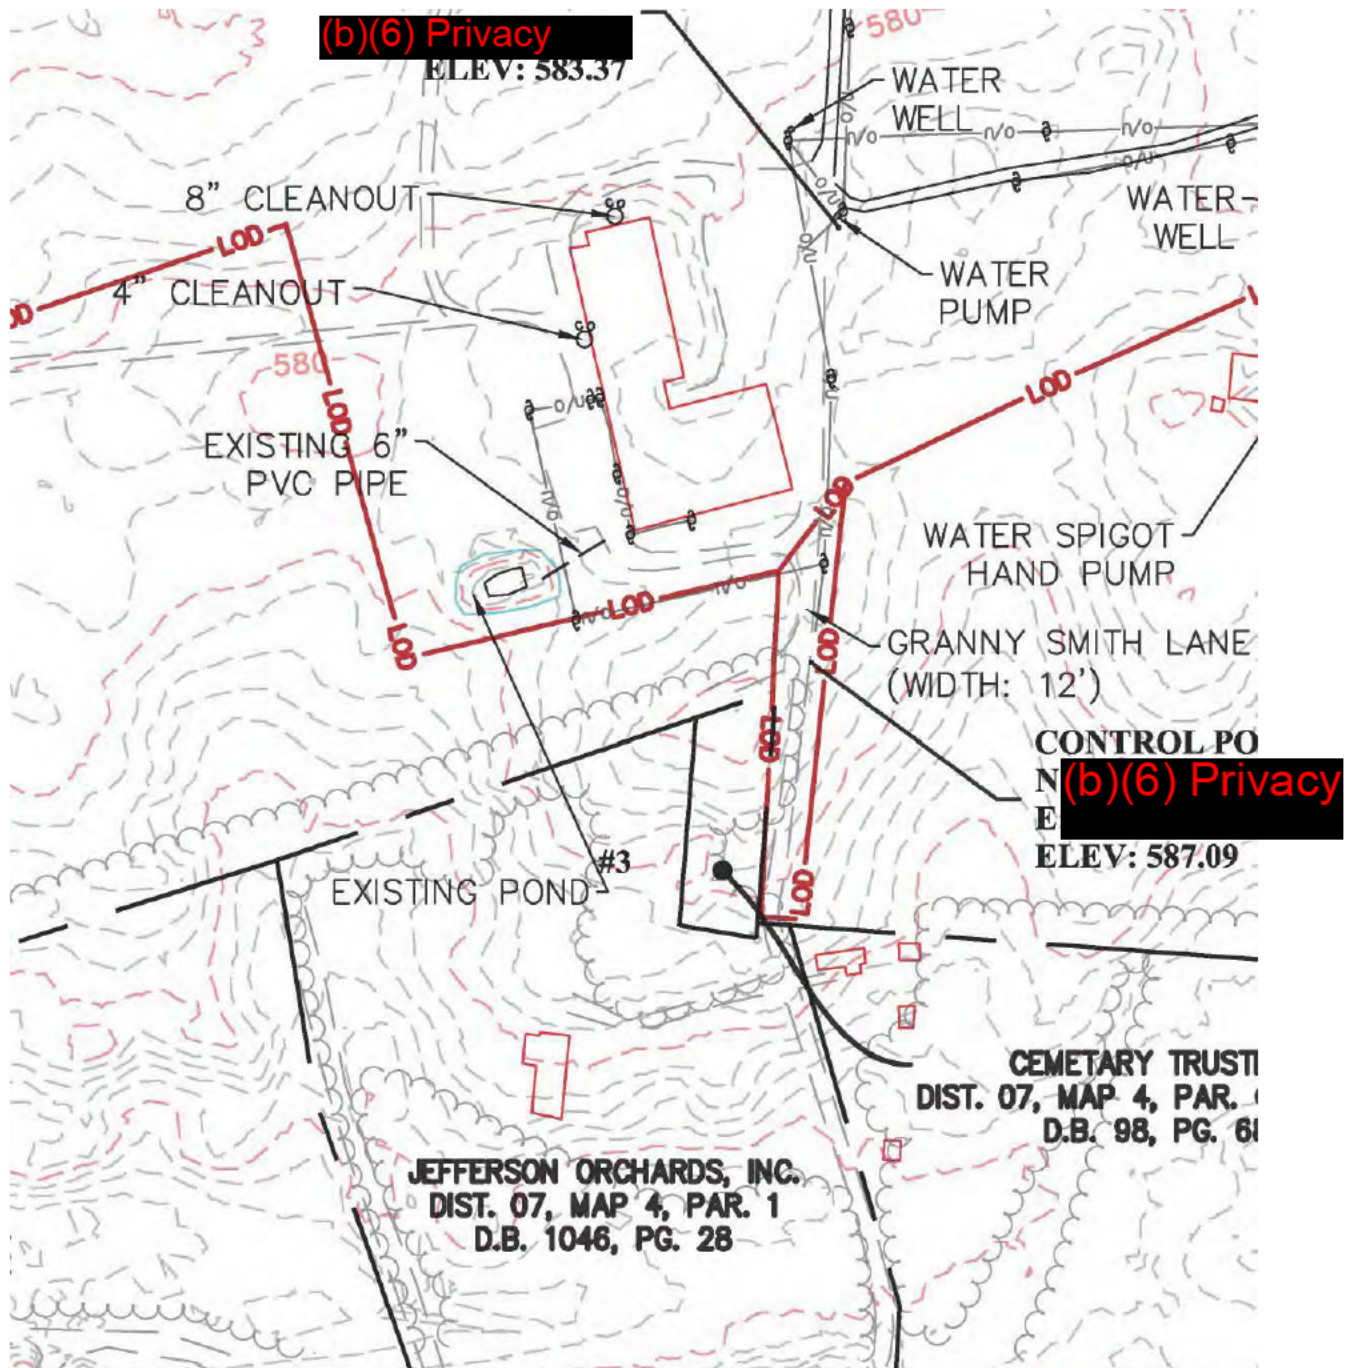 (b)(6) Privacy
ELEV: 583.37
580
WATER
WELL
n/o
n/o
n/o
n/o
n/o
8" CLEANOUT
WATER
WELL
LOD
n/o
WATER
PUMP
4" CLEANOUT
580
LOD
LOD
n/o
n/o
EXISTING 6"
PVC PIPE
LOD
n/o
n/o
n/o
WATER SPIGOT
HAND PUMP
n/o
LOD
n/o
LOD
GRANNY SMITH LANE
(WIDTH: 12')
LOD
LOD
CONTROL PO
N
(b)(6) Privacy
E
ELEV: 587.09
#3
EXISTING POND
LOD
CEMETARY TRUST
DIST. 07, MAP 4, PAR.
D.B. 98, PG.
JEFFERSON ORCHARDS, INC.
DIST. 07, MAP 4, PAR. 1
D.B. 1046, PG. 28